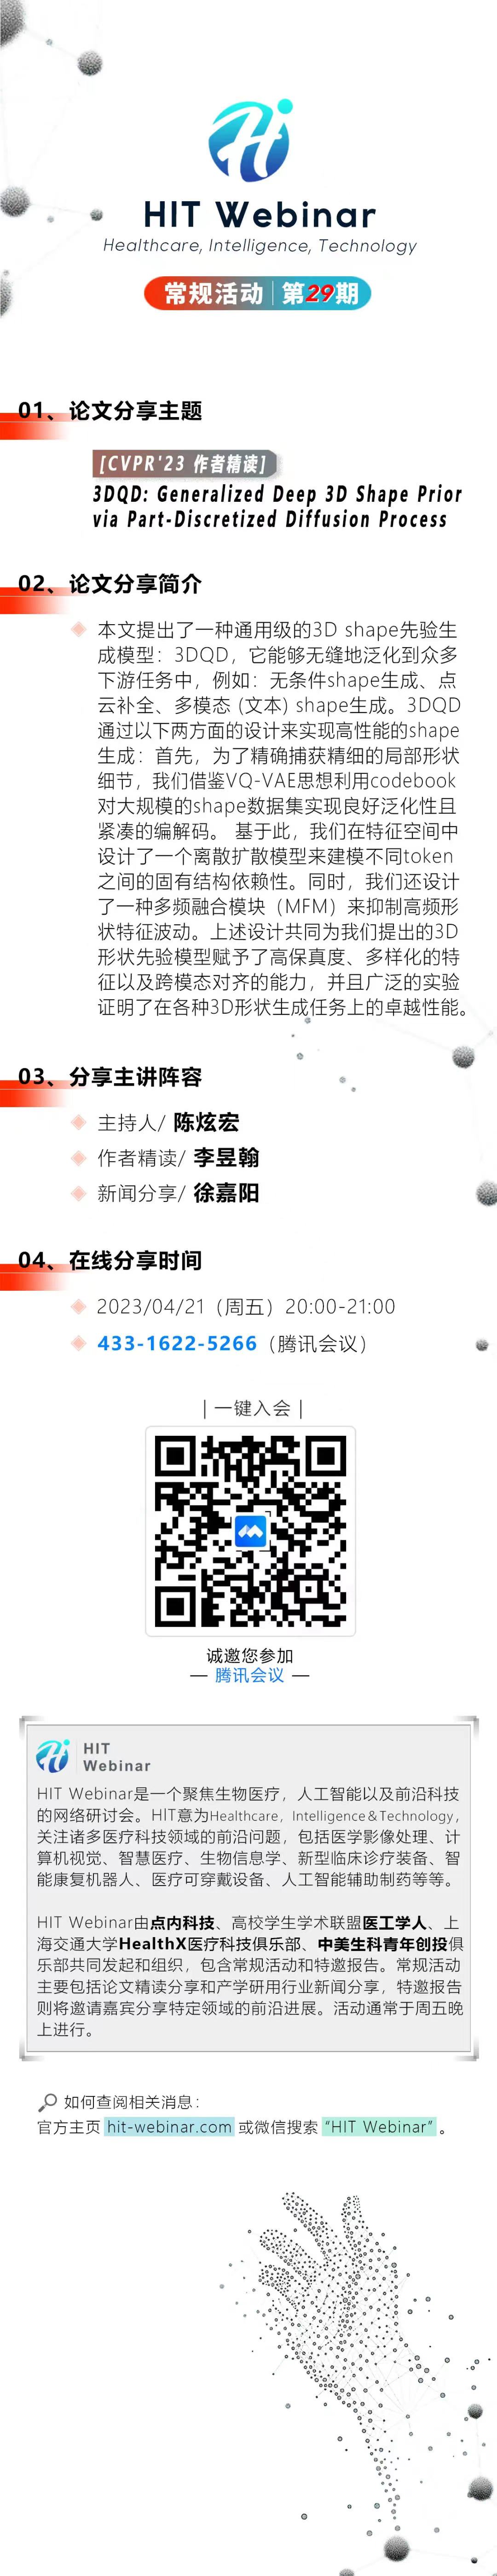 HIT Webinar
Healthcare, Intelligence, Technology
常规活动|第29期
01、论文分享主题
[CVPR'23 作者精读]
3DQD: Generalized Deep 3D Shape Prior
via Part-Discretized Diffusion Process
02、论文分享简介
本文提出了一种通用级的3D shape先验生
成模型：3DQD，它能够无缝地泛化到众多
下游任务中，例如：无条件shape生成、点
云补全、多模态 (文本) shape生成。3DQD
通过以下两方面的设计来实现高性能的shape
生成：首先，为了精确捕获精细的局部形状
细节，我们借鉴VQ-VAE思想利用codebook
对大规模的shape数据集实现良好泛化性且
紧凑的编解码。 基于此，我们在特征空间中
设计了一个离散扩散模型来建模不同token
之间的固有结构依赖性。同时，我们还设计
了一种多频融合模块（MFM）来抑制高频形
状特征波动。上述设计共同为我们提出的3D
形状先验模型赋予了高保真度、多样化的特
征以及跨模态对齐的能力，并且广泛的实验
证明了在各种3D形状生成任务上的卓越性能。
03、分享主讲阵容
主持人/ 陈炫宏
作者精读/ 李昱翰
新闻分享/ 徐嘉阳
04、在线分享时间
2023/04/21（周五）20:00-21:00
433-1622-5266（腾讯会议）
| 一键入会 |
诚邀您参加
— 腾讯会议 —
HIT
Webinar
HIT Webinar是一个聚焦生物医疗，人工智能以及前沿科技
的网络研讨会。HIT意为Healthcare，Intelligence＆Technology，
关注诸多医疗科技领域的前沿问题，包括医学影像处理、计
算机视觉、智慧医疗、生物信息学、新型临床诊疗装备、智
能康复机器人、医疗可穿戴设备、人工智能辅助制药等等。
HIT Webinar由点内科技、高校学生学术联盟医工学人、上
海交通大学HealthX医疗科技俱乐部、中美生科青年创投俱
乐部共同发起和组织，包含常规活动和特邀报告。常规活动
主要包括论文精读分享和产学研用行业新闻分享，特邀报告
则将邀请嘉宾分享特定领域的前沿进展。活动通常于周五晚
上进行。
如何查阅相关消息：
官方主页 hit-webinar.com 或微信搜索 “HIT Webinar” 。